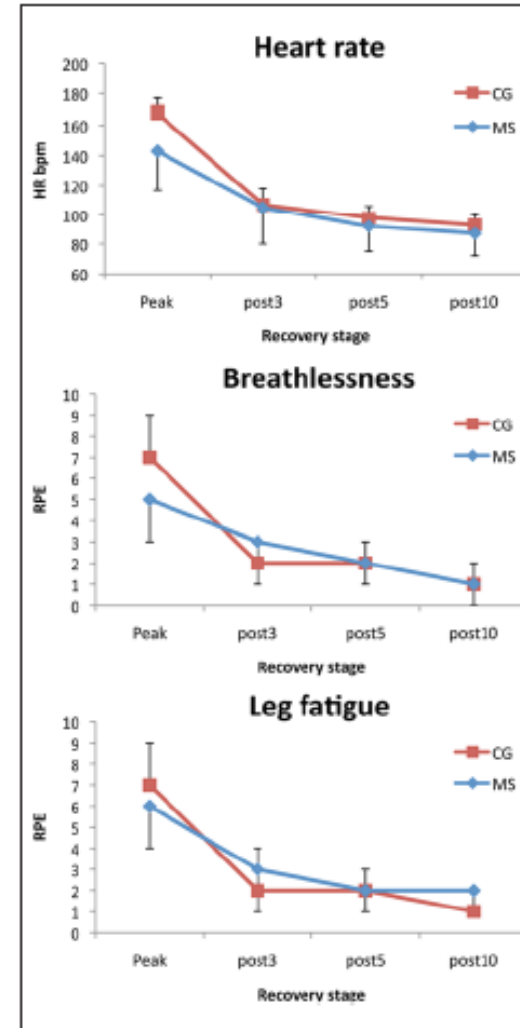 Heart rate
200
180
160
140
120
100
80
60
HR bpm
CG
MS
Peak post3 post5 post10
Recovery stage
Breathlessness
10
9
8
7
6
5
4
3
2
1
0
RPE
CG
MS
Peak post3 post5 post10
Recovery stage
Leg fatigue
10
9
8
7
6
5
4
3
2
1
0
RPE
CG
MS
Peak post3 post5 post10
Recovery stage